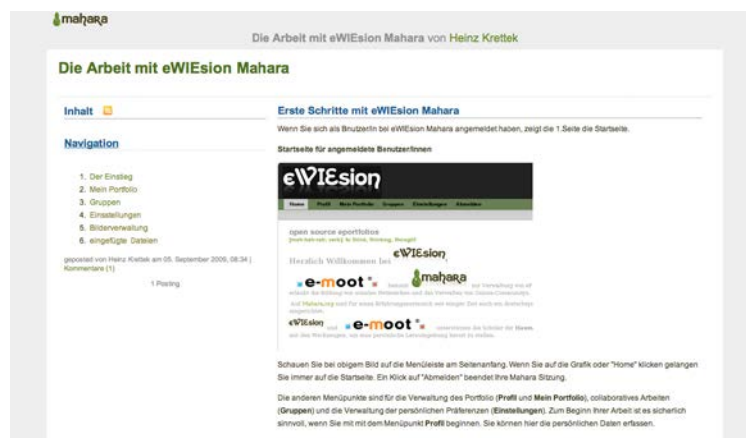 mahara
Die Arbeit mit eWIEsion Mahara von Heinz Krettek
Die Arbeit mit eWIEsion Mahara
Inhalt
Navigation
1. Der Einstieg
2. Mein Portfolio
3. Gruppen
4. Einstellungen
5. Bilderverwaltung
6. eingefügte Dateien
geposted von Heinz Krettek am 05. September 2009, 08:34 |
Kommentare (1)
1 Posting
Erste Schritte mit eWIEsion Mahara
Wenn Sie sich als Bnutzer/in bei eWIEsion Mahara angemeldet haben, zeigt die 1.Seite die Startseite.
Startseite für angemeldete Benutzer/innen
eWIEsion
Home Profil Mein Portfolio Gruppen Einstellungen Abmelden
open source eportfolios
Herzlich Willkommen bei eWIEsion
e-moot mahara
eWIEsion und e-moot
Schauen Sie bei obigem Bild auf die Menüleiste am Seitenanfang. Wenn Sie auf die Grafik oder "Home" klicken gelangen
Sie immer auf die Startseite. Ein Klick auf "Abmelden" beendet Ihre Mahara Sitzung.
Die anderen Menüpunkte sind für die Verwaltung des Portfolio (Profil und Mein Portfolio), collaboratives Arbeiten
(Gruppen) und die Verwaltung der persönlichen Präferenzen (Einstellungen). Zum Beginn Ihrer Arbeit ist es sicherlich
sinnvoll, wenn Sie mit mit dem Menüpunkt Profil beginnen. Sie können hier die persönlichen Daten erfassen.